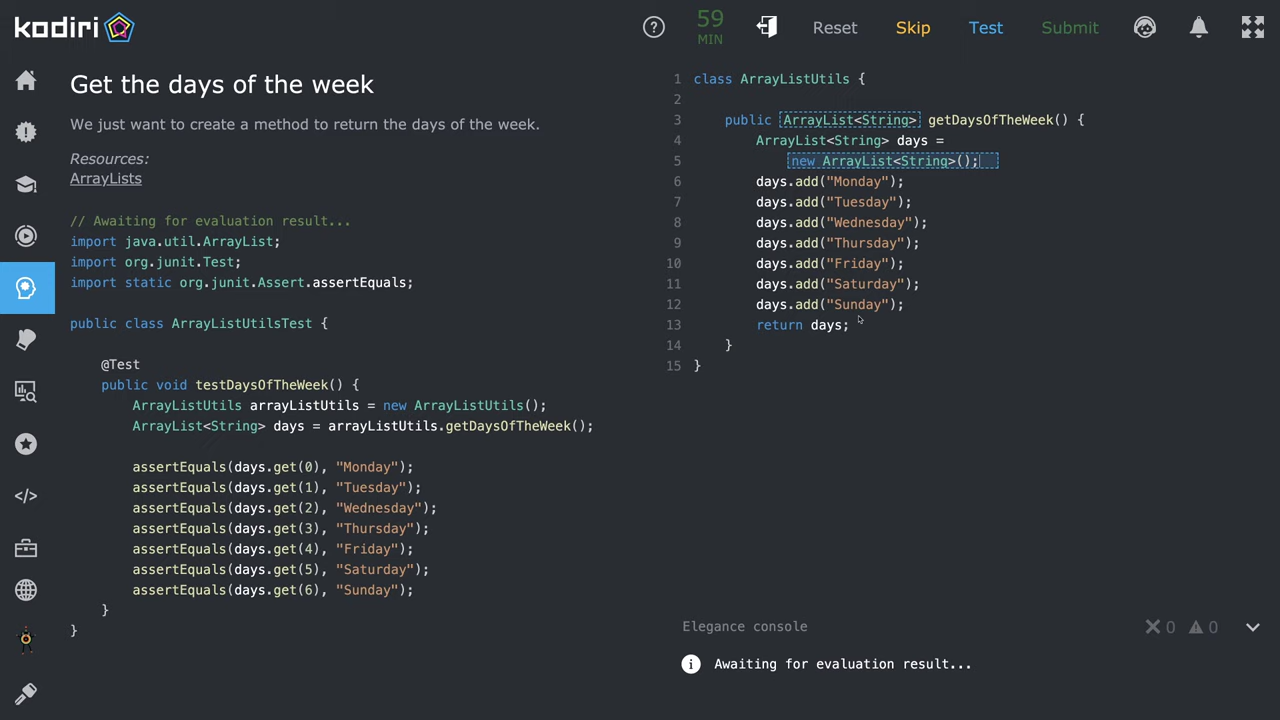 kodiri
59
MIN
Reset
Skip
Test
Submit
Get the days of the week
We just want to create a method to return the days of the week.
Resources:
ArrayLists
// Awaiting for evaluation result...
import java.util.ArrayList;
import org.junit.Test;
import static org.junit.Assert.assertEquals;
public class ArrayListUtilsTest {
@Test
public void testDaysOfTheWeek() {
ArrayListUtils arrayListUtils = new ArrayListUtils();
ArrayList<String> days = arrayListUtils.getDaysOfTheWeek();
assertEquals(days.get(0), "Monday");
assertEquals(days.get(1), "Tuesday");
assertEquals(days.get(2), "Wednesday");
assertEquals(days.get(3), "Thursday");
assertEquals(days.get(4), "Friday");
assertEquals(days.get(5), "Saturday");
assertEquals(days.get(6), "Sunday");
}
}
1 class ArrayListUtils {
2
3 public ArrayList<String> getDaysOfTheWeek() {
4 ArrayList<String> days =
5 new ArrayList<String>();
6 days.add("Monday");
7 days.add("Tuesday");
8 days.add("Wednesday");
9 days.add("Thursday");
10 days.add("Friday");
11 days.add("Saturday");
12 days.add("Sunday");
13 return days;
14 }
15 }
Elegance console
0
0
Awaiting for evaluation result...